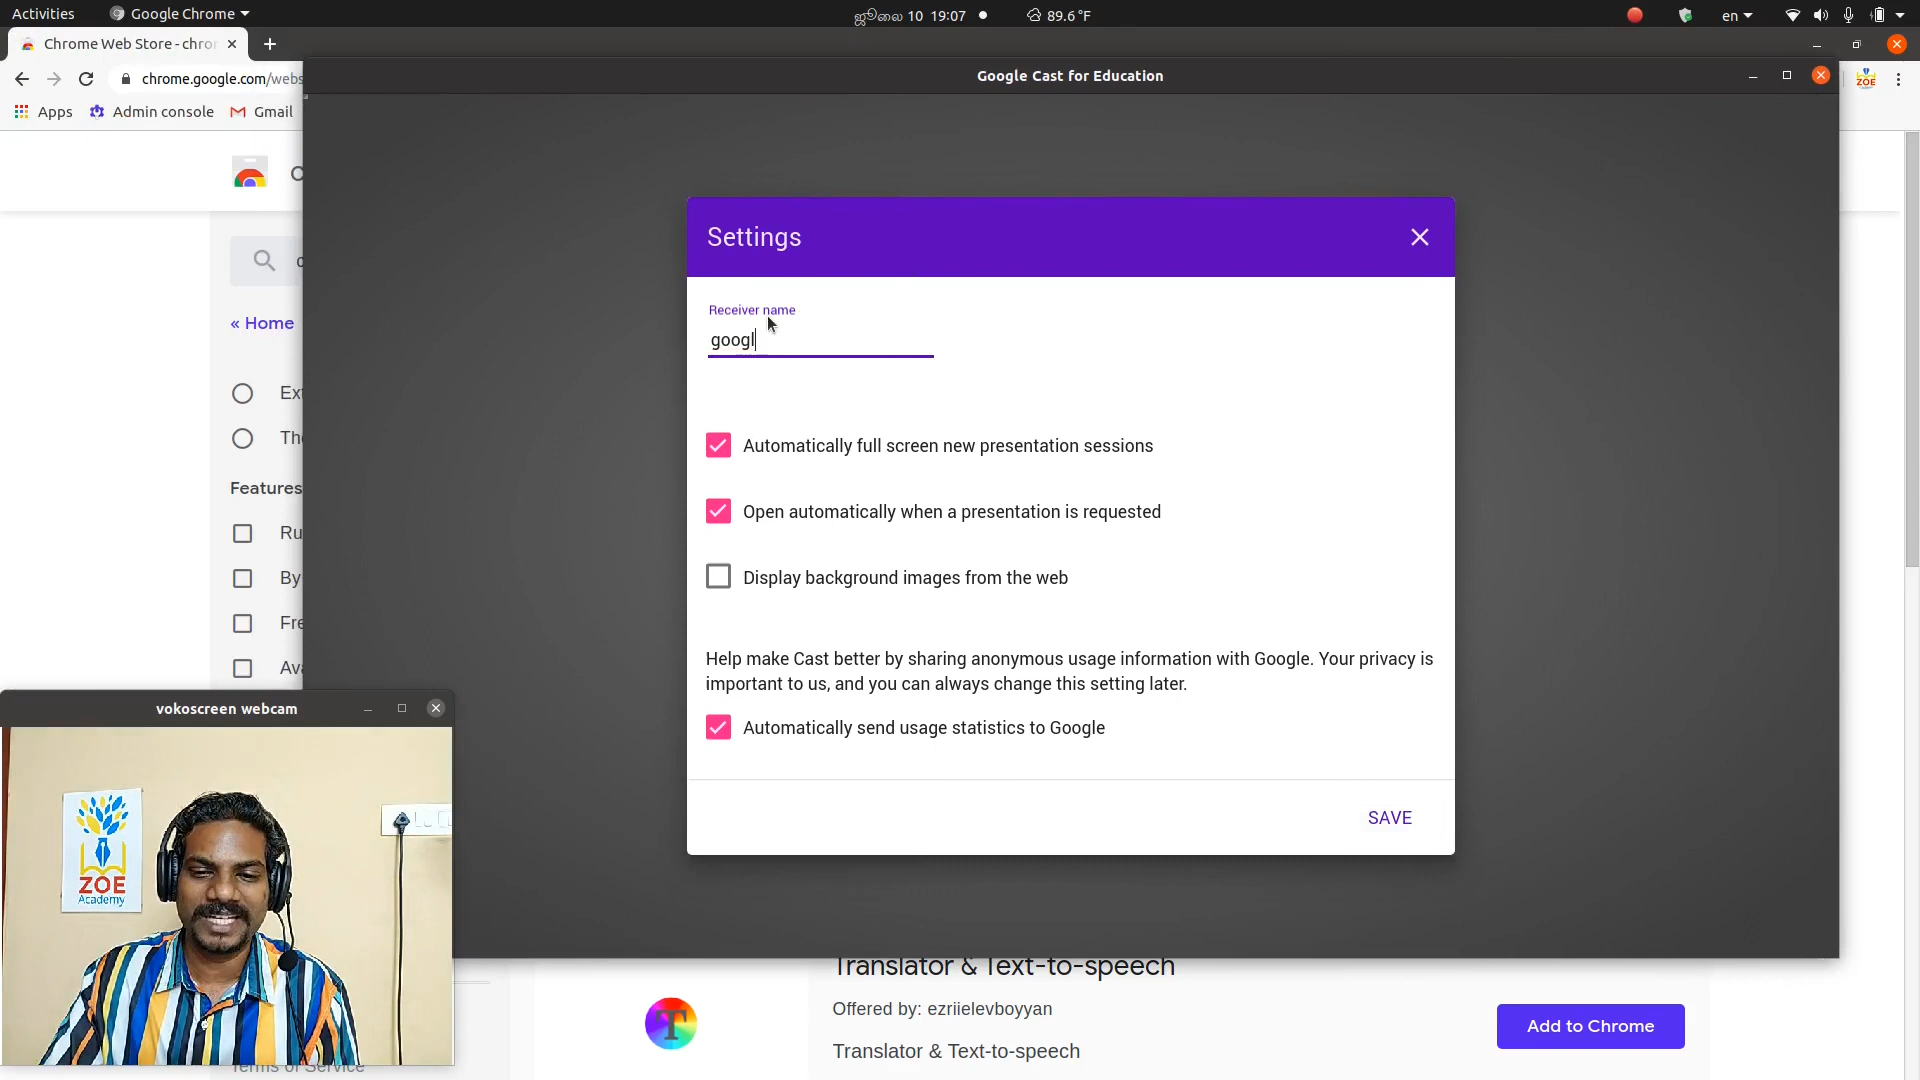 Activities
Google Chrome
ஜூலை 10 19:07
89.6 °F
en
Chrome Web Store - chro
chrome.google.com/webs
Google Cast for Education
Apps
Admin console
Gmail
Settings
Receiver name
googl
« Home
Features
Automatically full screen new presentation sessions
Open automatically when a presentation is requested
Display background images from the web
Help make Cast better by sharing anonymous usage information with Google. Your privacy is
important to us, and you can always change this setting later.
Automatically send usage statistics to Google
SAVE
vokoscreen webcam
ZOE
Academy
ZOE
Translator & Text-to-speech
Offered by: ezriielevboyyan
Translator & Text-to-speech
Add to Chrome
Terms of Service